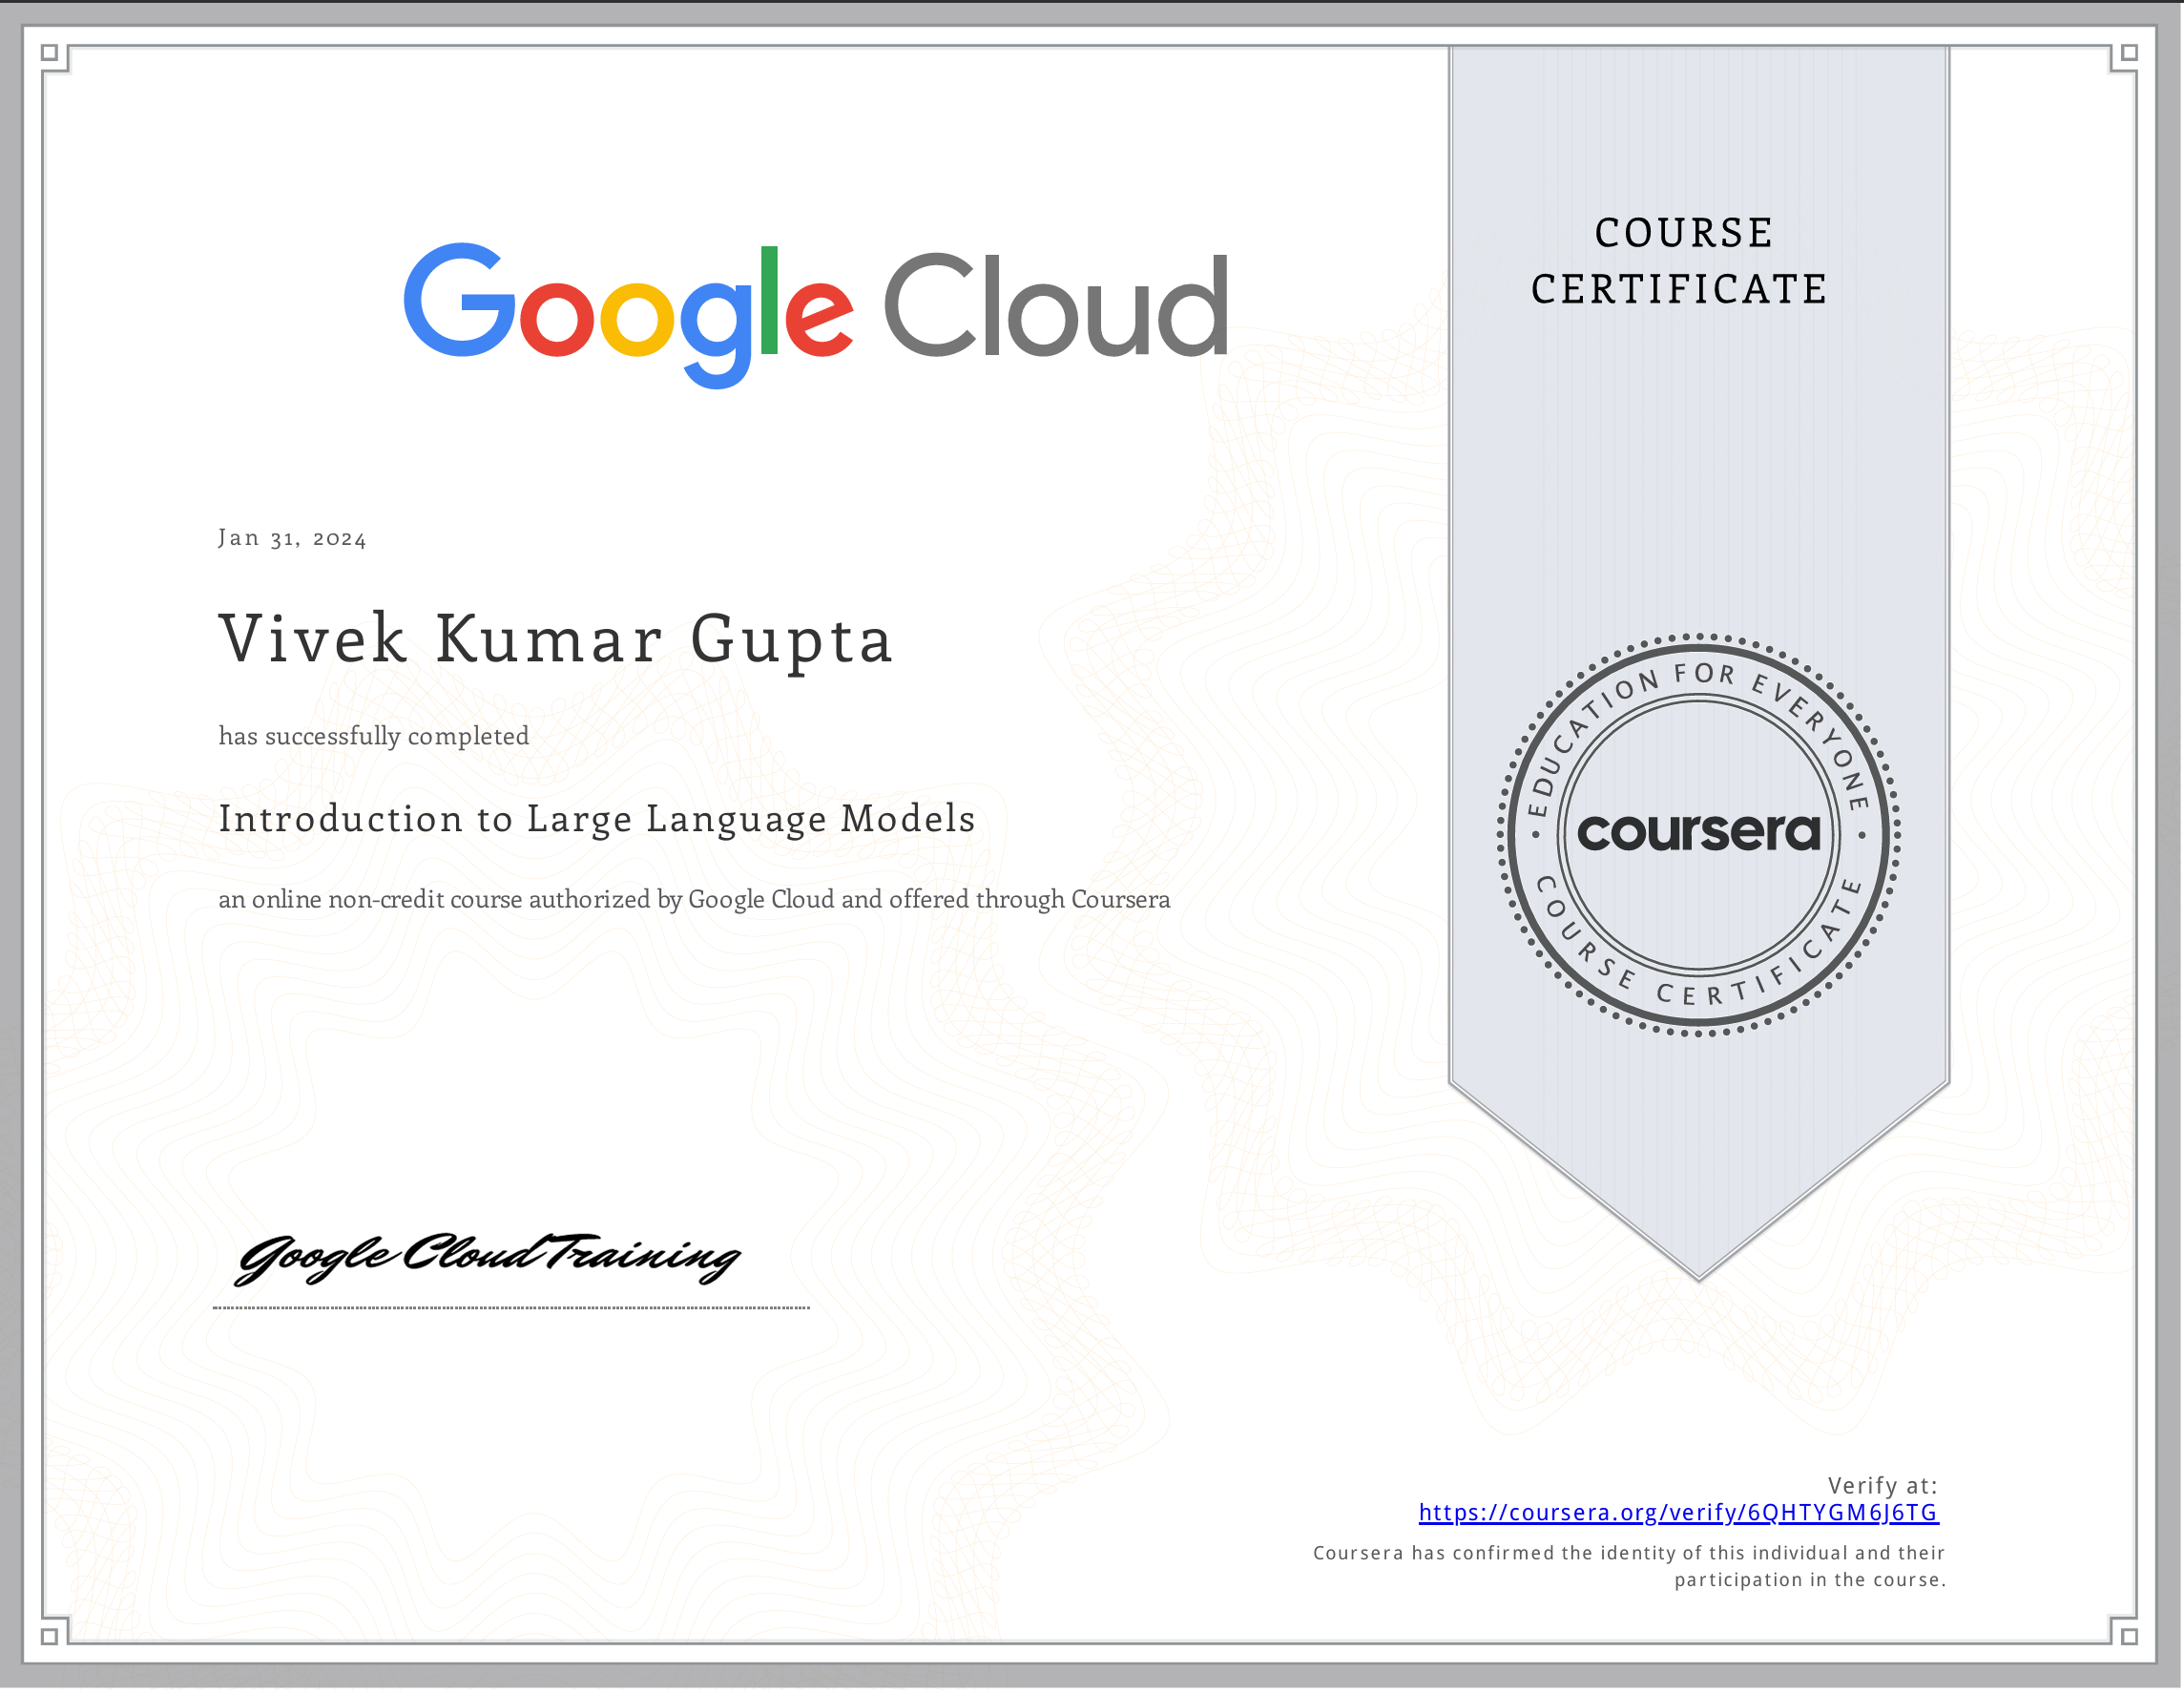 Google Cloud
COURSE
CERTIFICATE
Jan 31, 2024
Vivek Kumar Gupta
has successfully completed
Introduction to Large Language Models
an online non-credit course authorized by Google Cloud and offered through Coursera
EDUCATION FOR EVERYONE
coursera
COURSE CERTIFICATE
Google Cloud Training
Verify at:
https://coursera.org/verify/6QHTYGM6J6TG
Coursera has confirmed the identity of this individual and their
participation in the course.